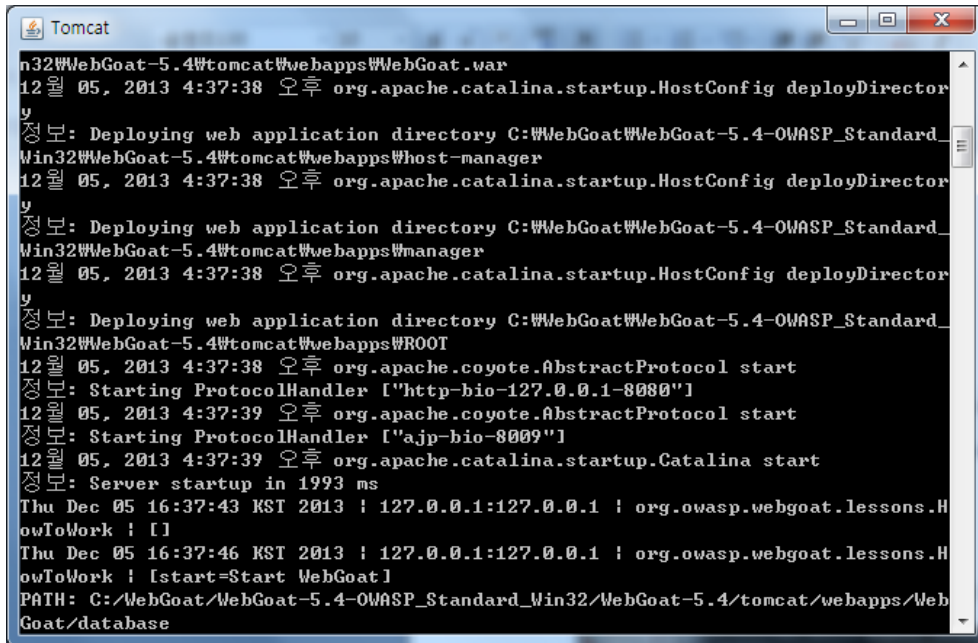 Tomcat
n32₩WebGoat-5.4₩tomcat₩webapps₩WebGoat.war
12월 05, 2013 4:37:38 오후 org.apache.catalina.startup.HostConfig deployDirector
y
정보: Deploying web application directory C:₩WebGoat₩WebGoat-5.4-OWASP_Standard_
Win32₩WebGoat-5.4₩tomcat₩webapps₩host-manager
12월 05, 2013 4:37:38 오후 org.apache.catalina.startup.HostConfig deployDirector
y
정보: Deploying web application directory C:₩WebGoat₩WebGoat-5.4-OWASP_Standard_
Win32₩WebGoat-5.4₩tomcat₩webapps₩manager
12월 05, 2013 4:37:38 오후 org.apache.catalina.startup.HostConfig deployDirector
y
정보: Deploying web application directory C:₩WebGoat₩WebGoat-5.4-OWASP_Standard_
Win32₩WebGoat-5.4₩tomcat₩webapps₩ROOT
12월 05, 2013 4:37:38 오후 org.apache.coyote.AbstractProtocol start
정보: Starting ProtocolHandler ["http-bio-127.0.0.1-8080"]
12월 05, 2013 4:37:39 오후 org.apache.coyote.AbstractProtocol start
정보: Starting ProtocolHandler ["ajp-bio-8009"]
12월 05, 2013 4:37:39 오후 org.apache.catalina.startup.Catalina start
정보: Server startup in 1993 ms
Thu Dec 05 16:37:43 KST 2013 | 127.0.0.1:127.0.0.1 | org.owasp.webgoat.lessons.H
owToWork | []
Thu Dec 05 16:37:46 KST 2013 | 127.0.0.1:127.0.0.1 | org.owasp.webgoat.lessons.H
owToWork | [start=Start WebGoat]
PATH: C:/WebGoat/WebGoat-5.4-OWASP_Standard_Win32/WebGoat-5.4/tomcat/webapps/Web
Goat/database